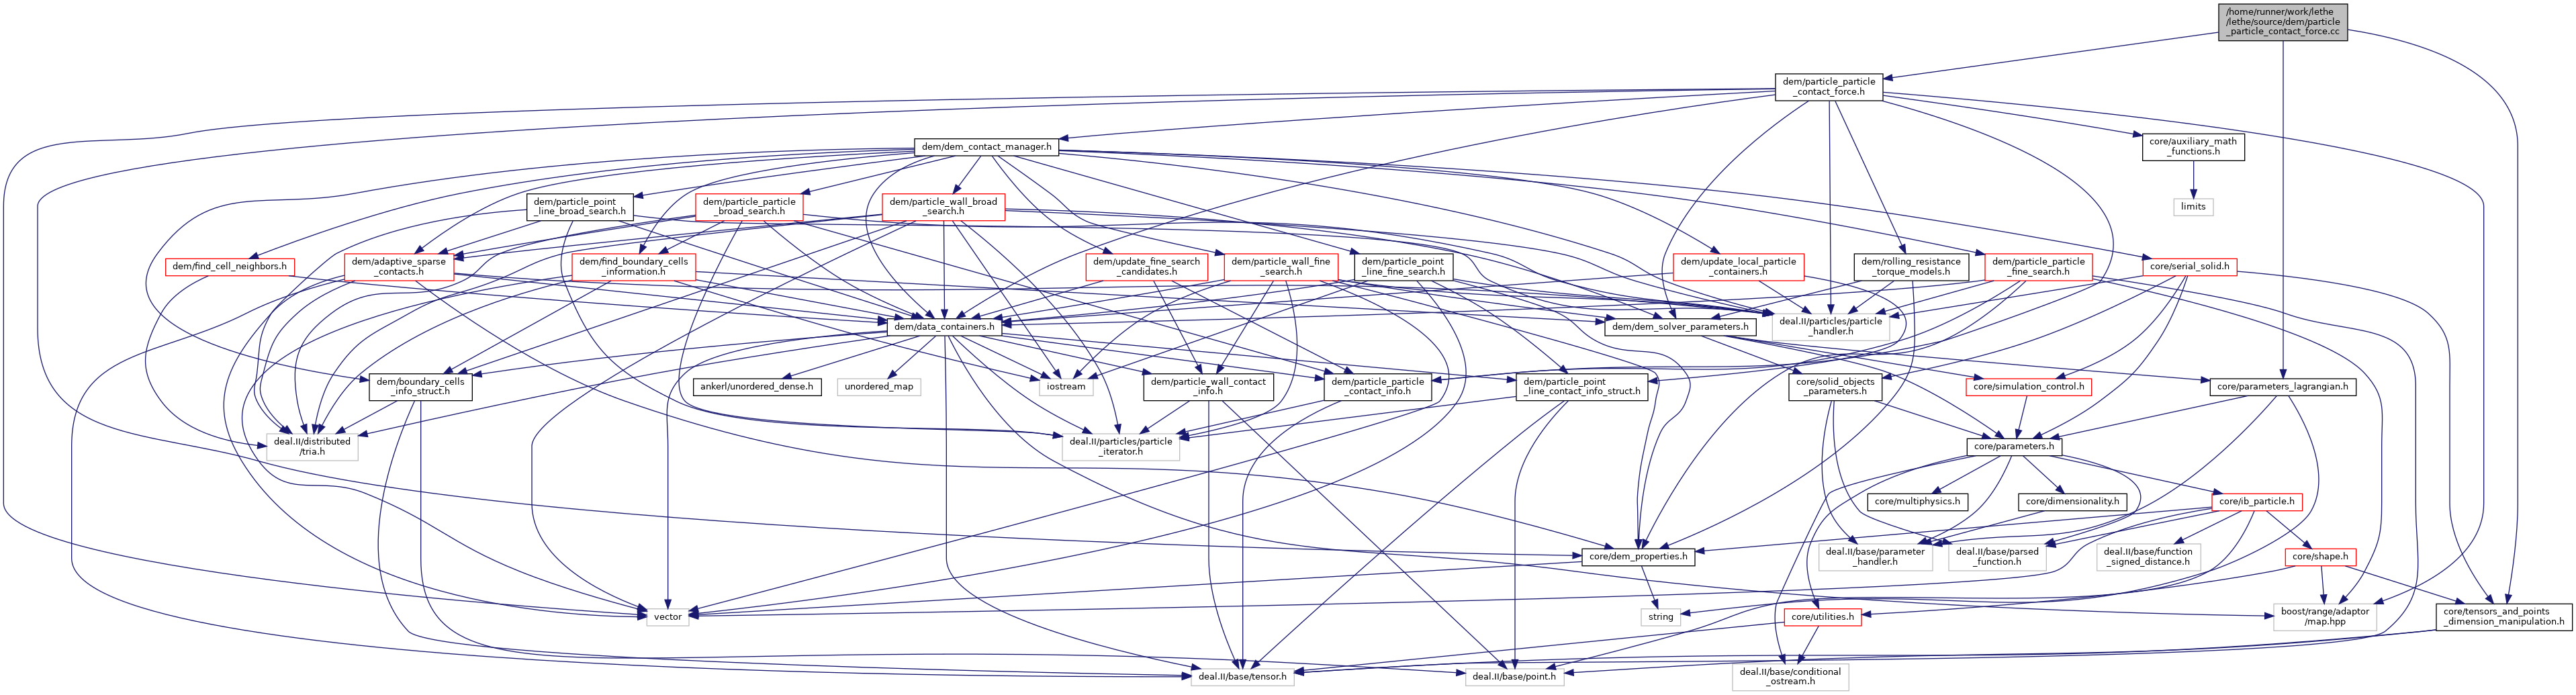 /home/runner/work/lethe
/lethe/source/dem/particle
_particle_contact_force.cc
dem/particle_particle
_contact_force.h
dem/dem_contact_manager.h
core/auxiliary_math
_functions.h
dem/particle_point
_line_broad_search.h
dem/particle_particle
_broad_search.h
dem/particle_wall_broad
_search.h
limits
dem/find_cell_neighbors.h
dem/adaptive_sparse
_contacts.h
dem/find_boundary_cells
_information.h
dem/update_fine_search
_candidates.h
dem/particle_wall_fine
_search.h
dem/particle_point
_line_fine_search.h
dem/update_local_particle
_containers.h
dem/rolling_resistance
_torque_models.h
dem/particle_particle
_fine_search.h
core/serial_solid.h
dem/data_containers.h
dem/dem_solver_parameters.h
deal.II/particles/particle
_handler.h
dem/boundary_cells
_info_struct.h
ankerl/unordered_dense.h
unordered_map
iostream
dem/particle_wall_contact
_info.h
dem/particle_particle
_contact_info.h
dem/particle_point
_line_contact_info_struct.h
core/solid_objects
_parameters.h
core/simulation_control.h
core/parameters_lagrangian.h
deal.II/distributed
/tria.h
deal.II/particles/particle
_iterator.h
core/parameters.h
core/multiphysics.h
core/dimensionality.h
core/ib_particle.h
core/dem_properties.h
deal.II/base/parameter
_handler.h
deal.II/base/parsed
_function.h
deal.II/base/function
_signed_distance.h
core/shape.h
vector
string
core/utilities.h
boost/range/adaptor
/map.hpp
core/tensors_and_points
_dimension_manipulation.h
deal.II/base/tensor.h
deal.II/base/point.h
deal.II/base/conditional
_ostream.h